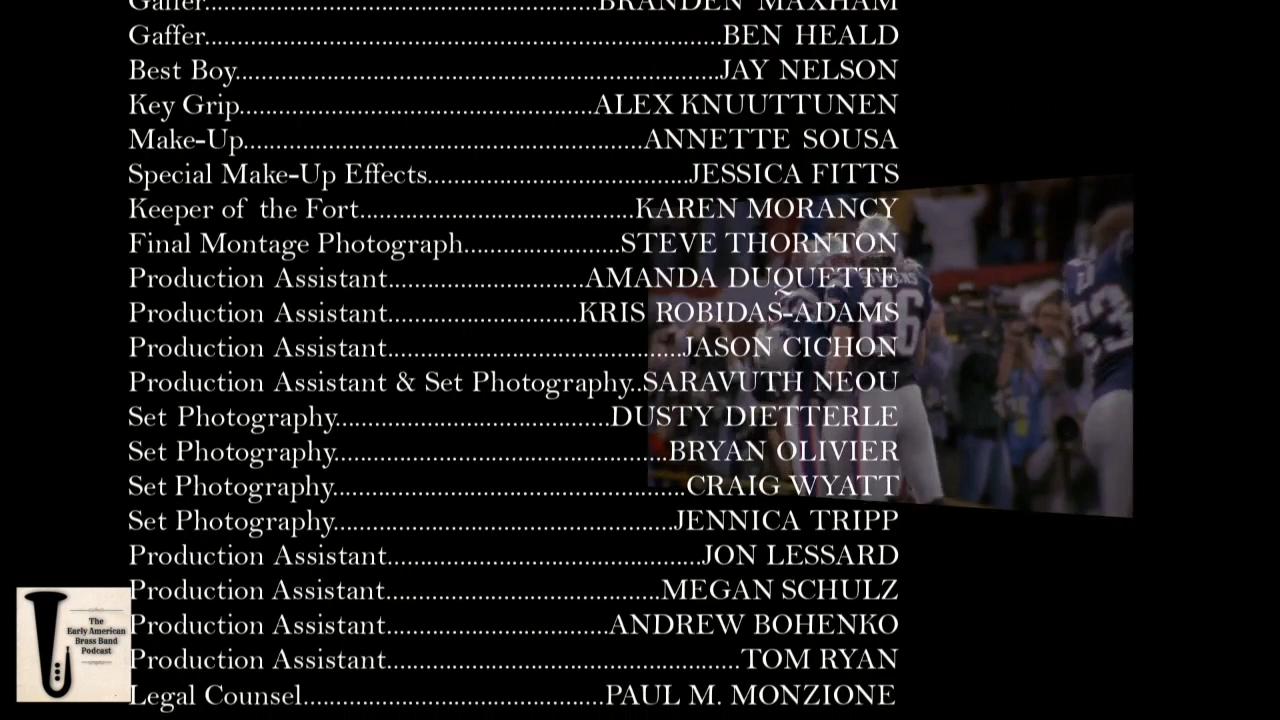 Gaffer....................................................BRANDEN MAXHAM
Gaffer......................................................................BEN HEALD
Best Boy...................................................................JAY NELSON
Key Grip.................................................ALEX KNUUTTUNEN
Make-Up.......................................................ANNETTE SOUSA
Special Make-Up Effects....................................JESSICA FITTS
Keeper of the Fort......................................KAREN MORANCY
Final Montage Photograph.....................STEVE THORNTON
Production Assistant...........................AMANDA DUQUETTE
Production Assistant..........................KRIS ROBIDAS-ADAMS
Production Assistant.........................................JASON CICHON
Production Assistant & Set Photography..SARAVUTH NEOU
Set Photography......................................DUSTY DIETTERLE
Set Photography..............................................BRYAN OLIVIER
Set Photography.................................................CRAIG WYATT
Set Photography...............................................JENNICA TRIPP
Production Assistant............................................JON LESSARD
Production Assistant......................................MEGAN SCHULZ
Production Assistant...............................ANDREW BOHENKO
Production Assistant.................................................TOM RYAN
Legal Counsel..........................................PAUL M. MONZIONE
The
Early American
Brass Band
Podcast
26